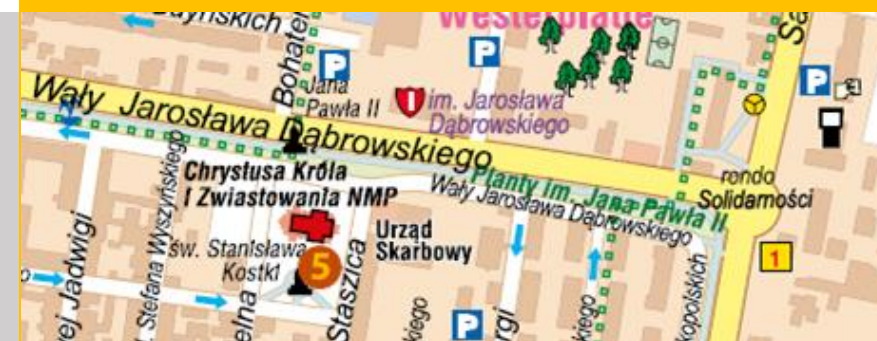 Westerplatte
P
P
P
Jana
Pawła II
im. Jarosława
Dąbrowskiego
Wały Jarosława Dąbrowskiego
Chrystusa Króla
I Zwiastowania NMP
Planty im. Jana Pawła II
Wały Jarosława Dąbrowskiego
rondo
Solidarności
Urząd
Skarbowy
św. Stanisława
Kostki
5
1
Stefana Wyszyńskiego
Staszica
P